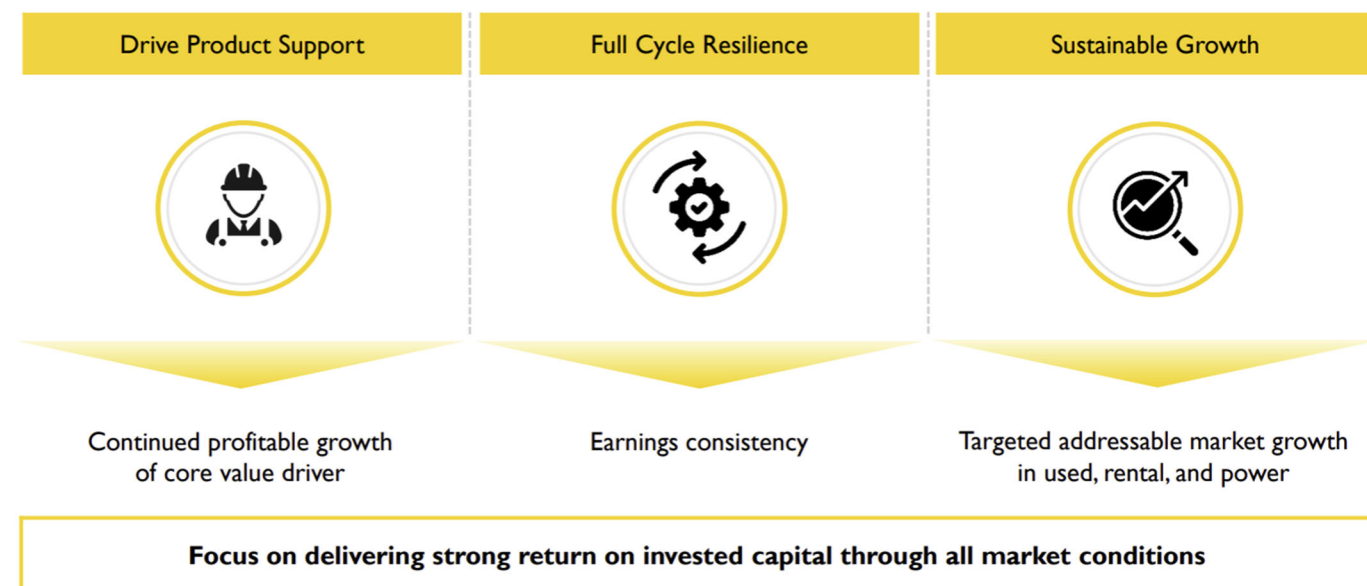 Drive Product Support
Full Cycle Resilience
Sustainable Growth
Continued profitable growth
of core value driver
Earnings consistency
Targeted addressable market growth
in used, rental, and power
Focus on delivering strong return on invested capital through all market conditions